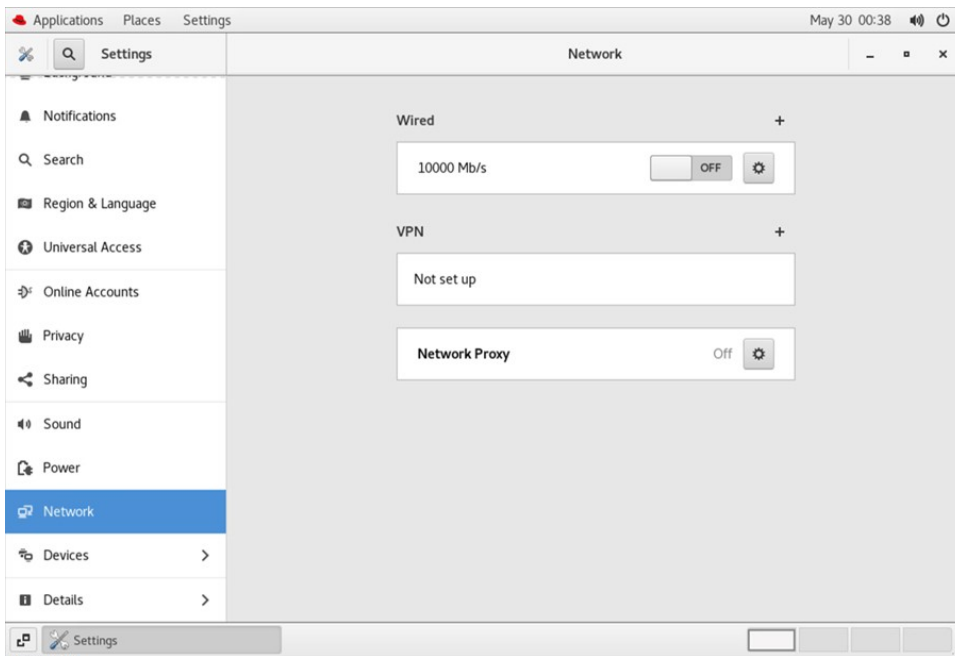 Applications Places Settings May 30 00:38
Settings Network
Background
Notifications
Search
Region & Language
Universal Access
Online Accounts
Privacy
Sharing
Sound
Power
Network
Devices
Details
Wired
10000 Mb/s OFF
VPN
Not set up
Network Proxy Off
Settings